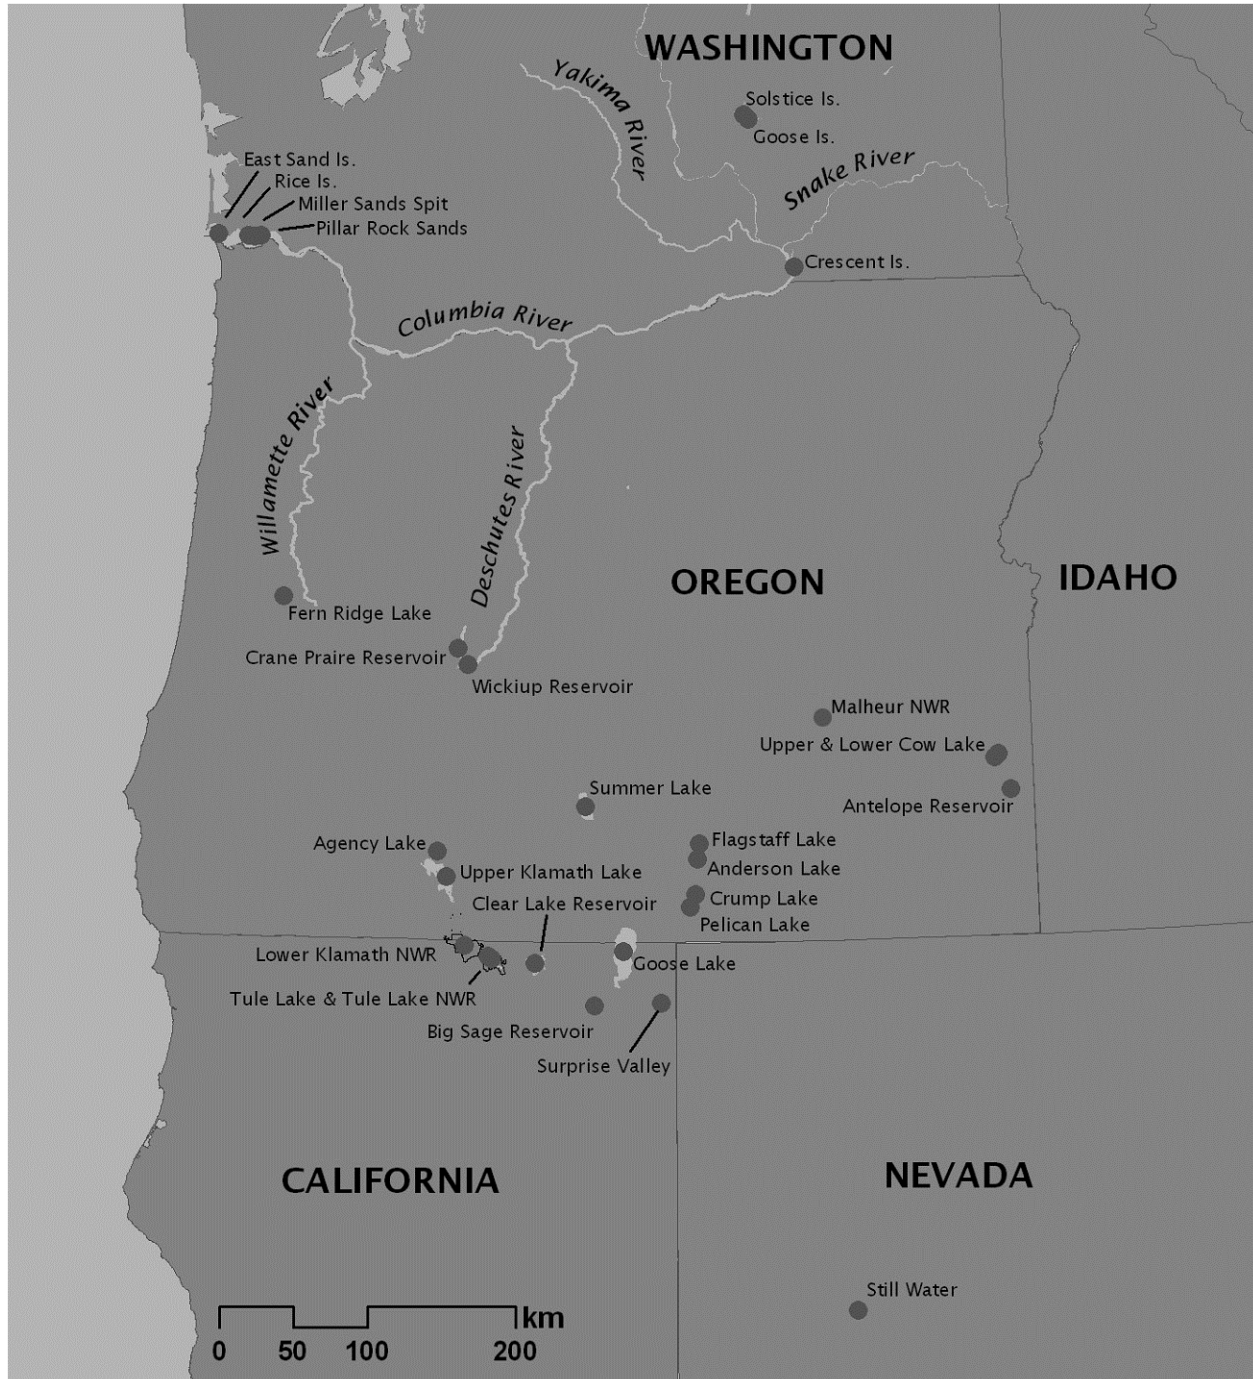 WASHINGTON
Yakima River
Solstice Is.
Goose Is.
Snake River
East Sand Is.
Rice Is.
Miller Sands Spit
Pillar Rock Sands
Crescent Is.
Columbia River
Willamette River
Deschutes River
OREGON
IDAHO
Fern Ridge Lake
Crane Praire Reservoir
Wickiup Reservoir
Malheur NWR
Upper & Lower Cow Lake
Summer Lake
Antelope Reservoir
Agency Lake
Flagstaff Lake
Upper Klamath Lake
Anderson Lake
Clear Lake Reservoir
Crump Lake
Pelican Lake
Lower Klamath NWR
Goose Lake
Tule Lake & Tule Lake NWR
Big Sage Reservoir
Surprise Valley
CALIFORNIA
NEVADA
Still Water
km
0 50 100 200